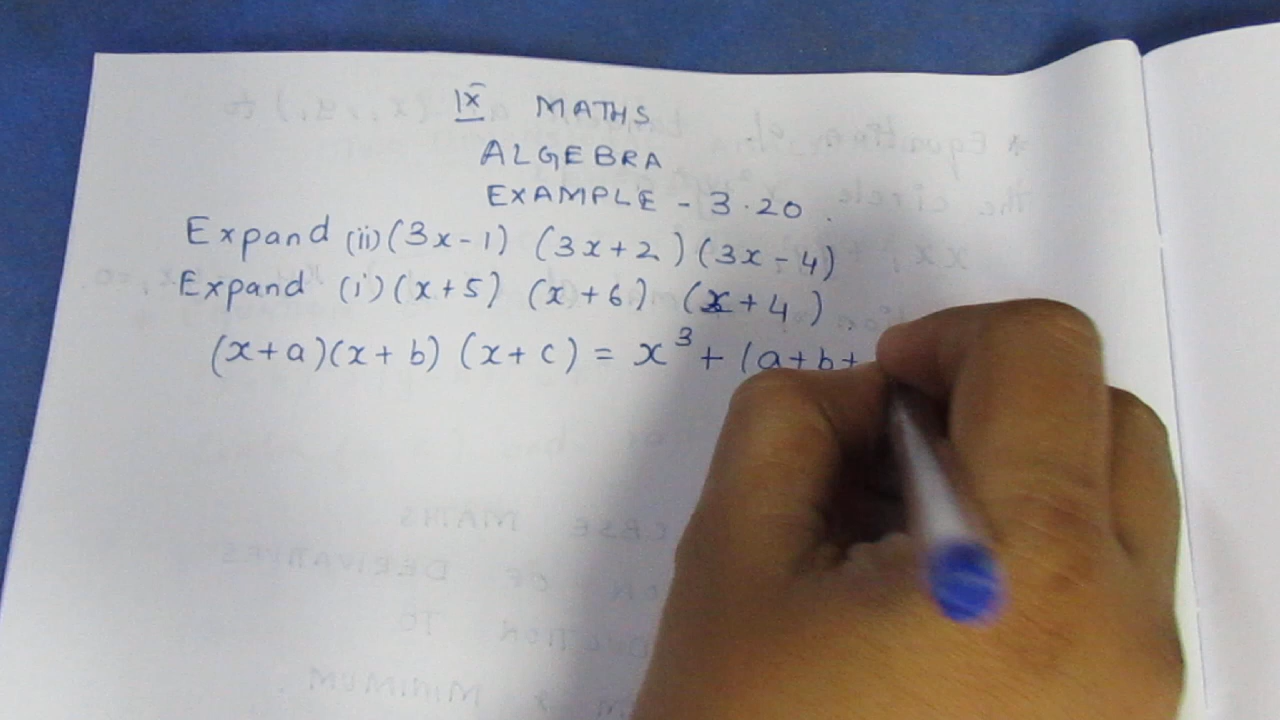 IX MATHS
ALGEBRA
EXAMPLE - 3.20.
Expand (ii) (3x-1) (3x+2) (3x-4)
Expand (i) (x+5) (x+6) (x+4)
(x+a)(x+b) (x+c) = x³ + (a+b+